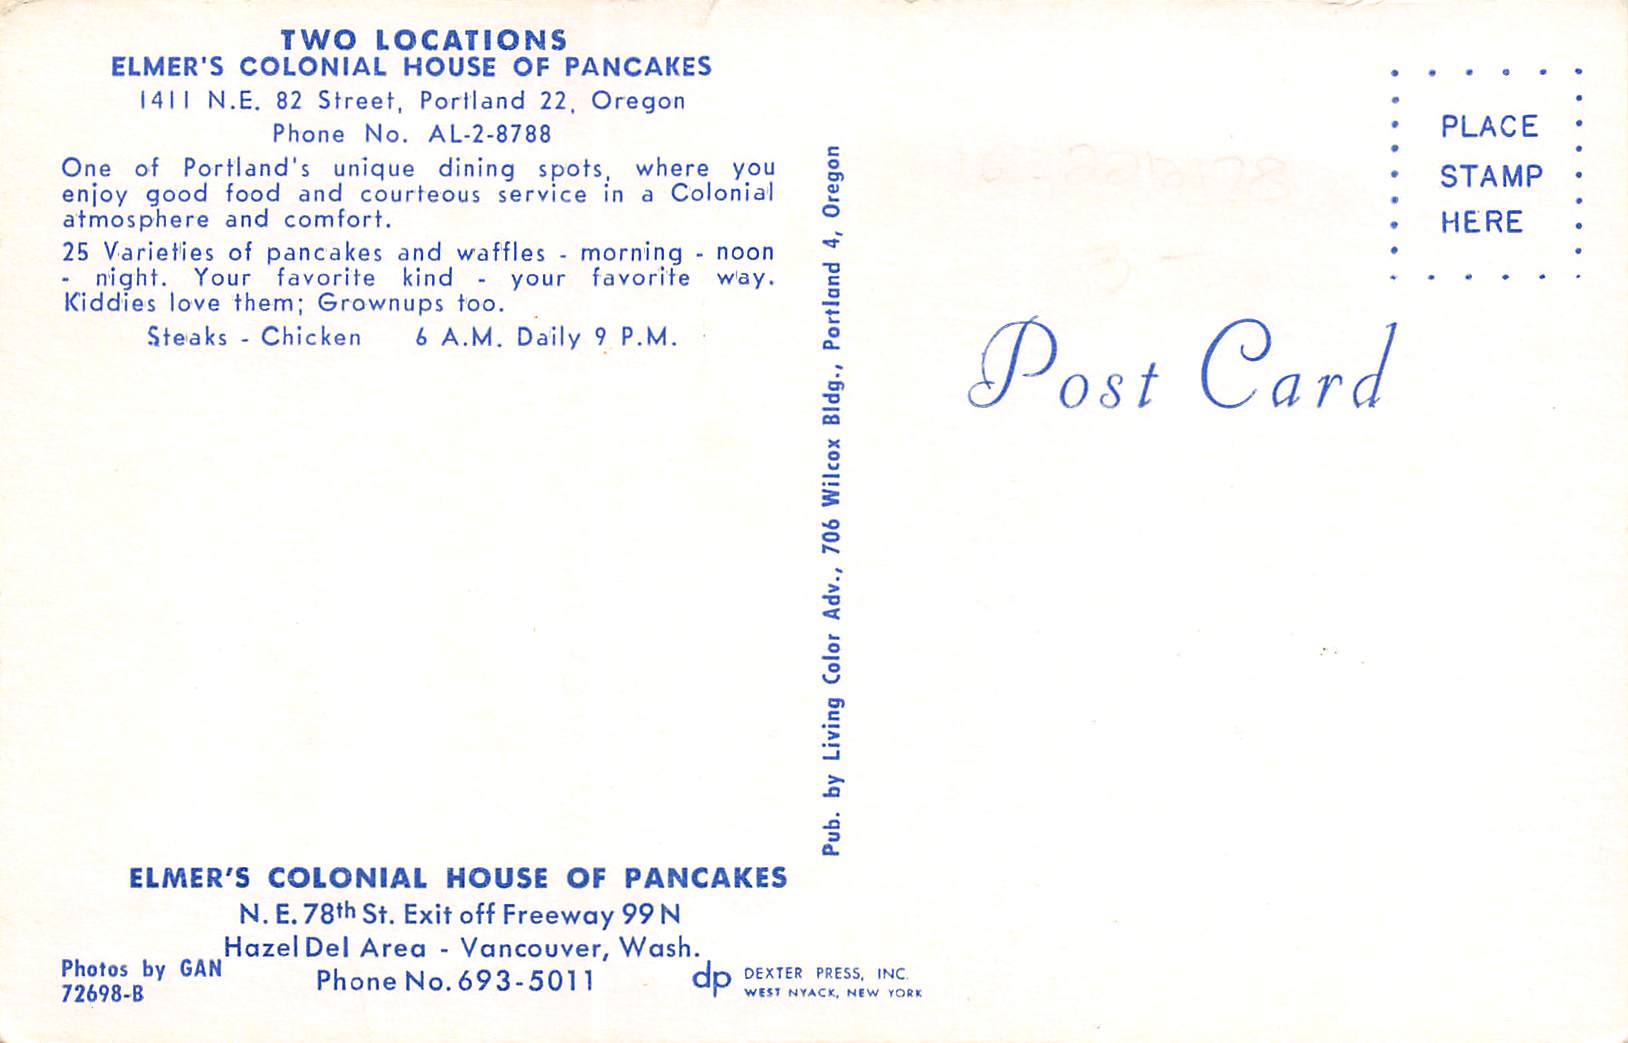 TWO LOCATIONS
ELMER'S COLONIAL HOUSE OF PANCAKES
1411 N.E. 82 Street, Portland 22, Oregon
Phone No. AL-2-8788
One of Portland's unique dining spots, where you
enjoy good food and courteous service in a Colonial
atmosphere and comfort.
25 Varieties of pancakes and waffles - morning - noon
- night. Your favorite kind - your favorite way.
Kiddies love them; Grownups too.
Steaks - Chicken 6 A.M. Daily 9 P.M.
ELMER'S COLONIAL HOUSE OF PANCAKES
N.E. 78th St. Exit off Freeway 99 N
Hazel Del Area - Vancouver, Wash.
Phone No. 693-5011
Photos by GAN
72698-B
dp DEXTER PRESS, INC.
WEST NYACK, NEW YORK
Pub. by Living Color Adv., 706 Wilcox Bldg., Portland 4, Oregon
PLACE
STAMP
HERE
Post Card